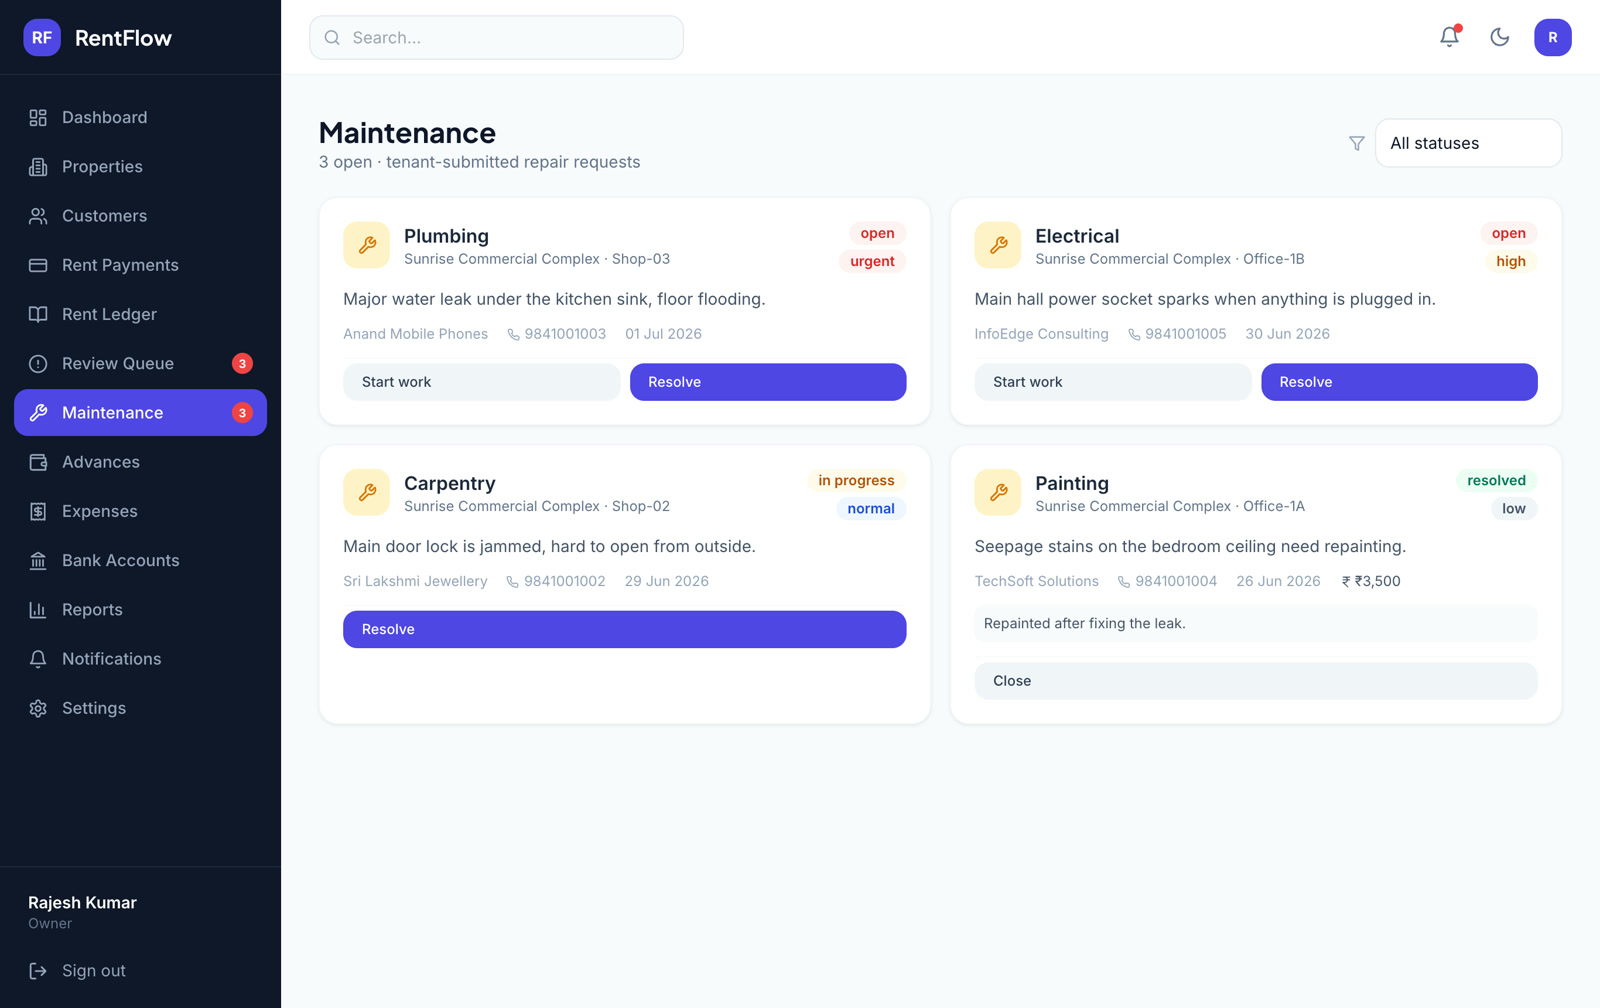 RF RentFlow
Search...
R
Dashboard
Properties
Customers
Rent Payments
Rent Ledger
Review Queue 3
Maintenance 3
Advances
Expenses
Bank Accounts
Reports
Notifications
Settings
Rajesh Kumar
Owner
Sign out
Maintenance
3 open · tenant-submitted repair requests
All statuses
Plumbing
Sunrise Commercial Complex · Shop-03
open
urgent
Major water leak under the kitchen sink, floor flooding.
Anand Mobile Phones 9841001003 01 Jul 2026
Start work Resolve
Electrical
Sunrise Commercial Complex · Office-1B
open
high
Main hall power socket sparks when anything is plugged in.
InfoEdge Consulting 9841001005 30 Jun 2026
Start work Resolve
Carpentry
Sunrise Commercial Complex · Shop-02
in progress
normal
Main door lock is jammed, hard to open from outside.
Sri Lakshmi Jewellery 9841001002 29 Jun 2026
Resolve
Painting
Sunrise Commercial Complex · Office-1A
resolved
low
Seepage stains on the bedroom ceiling need repainting.
TechSoft Solutions 9841001004 26 Jun 2026 ₹ ₹3,500
Repainted after fixing the leak.
Close